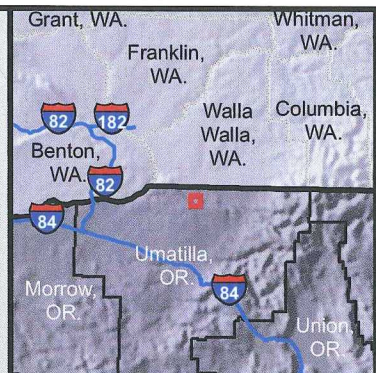 Grant, WA.
Whitman,
WA.
Franklin,
WA.
82
182
Walla
Walla,
WA.
Columbia,
WA.
Benton,
WA.
82
84
Umatilla,
OR.
84
Morrow,
OR.
Union,
OR.